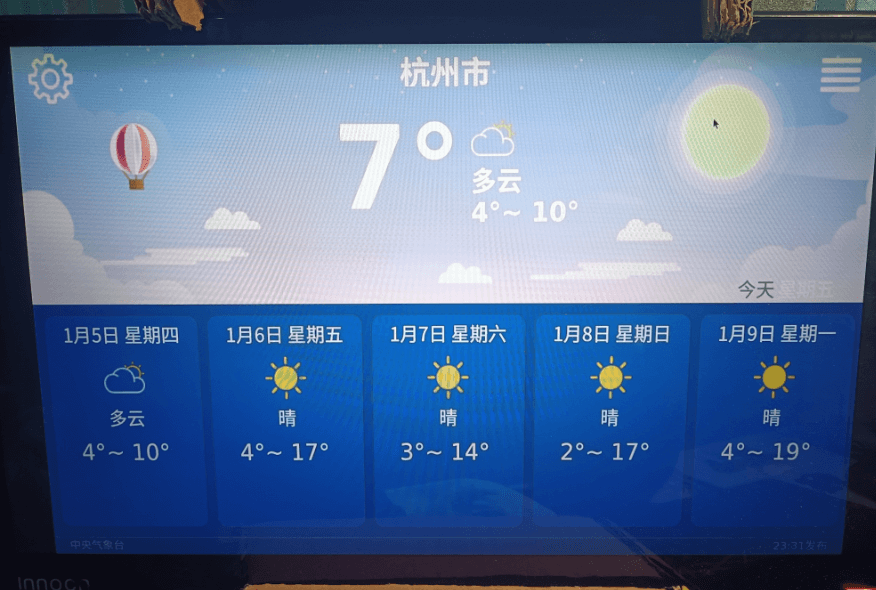 杭州市
7°
多云
4°~ 10°
今天 星期五
1月5日 星期四
多云
4°~ 10°
1月6日 星期五
晴
4°~ 17°
1月7日 星期六
晴
3°~ 14°
1月8日 星期日
晴
2°~ 17°
1月9日 星期一
晴
4°~ 19°
中央气象台
23:31发布